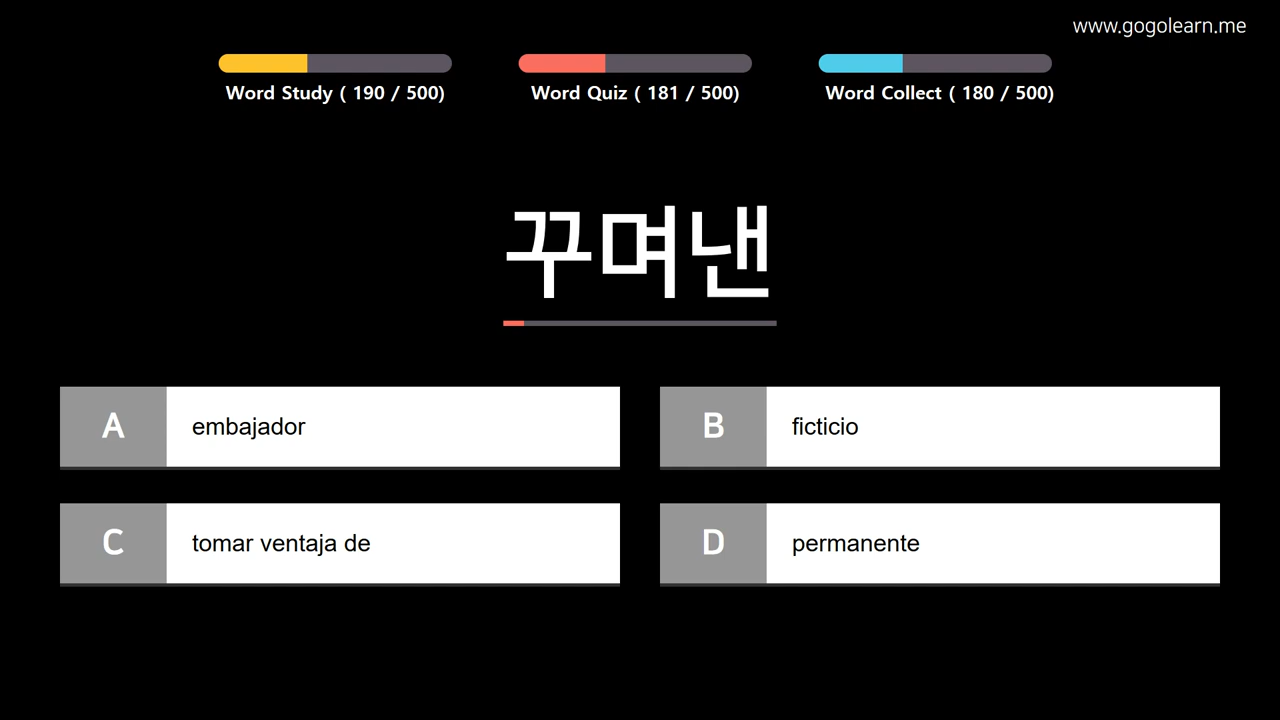 www.gogolearn.me
Word Study ( 190 / 500)
Word Quiz ( 181 / 500)
Word Collect ( 180 / 500)
꾸며낸
A
embajador
B
ficticio
C
tomar ventaja de
D
permanente